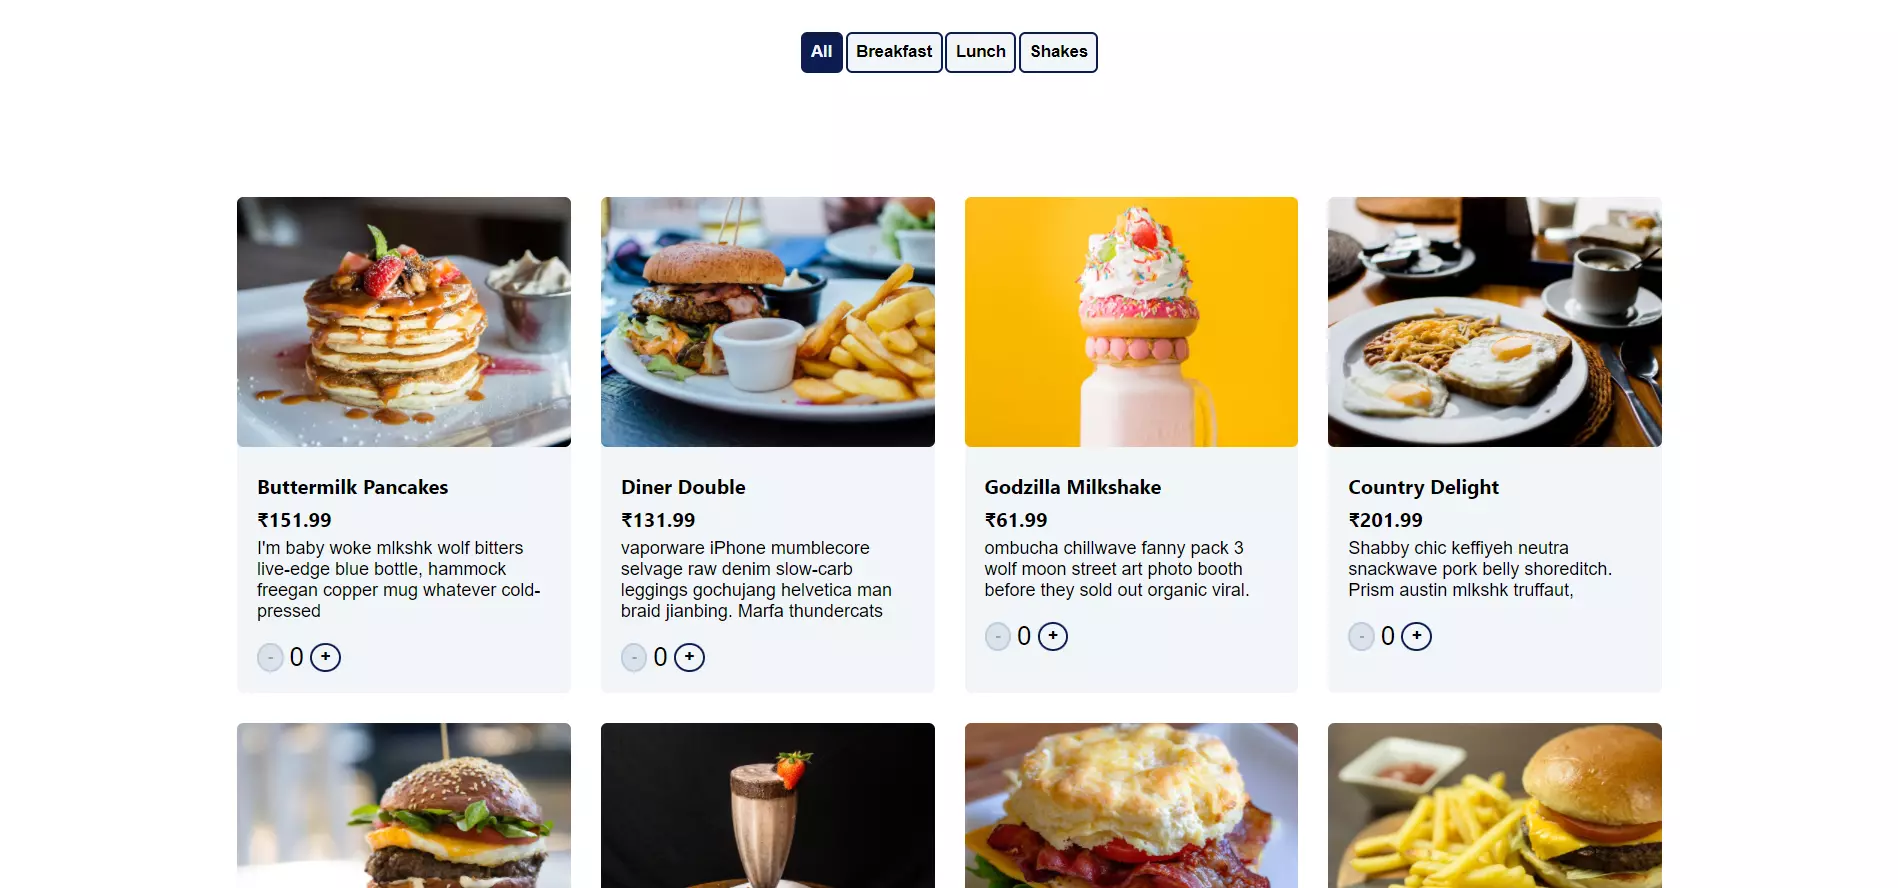 All Breakfast Lunch Shakes
Buttermilk Pancakes
₹151.99
I'm baby woke mlkshk wolf bitters
live-edge blue bottle, hammock
freegan copper mug whatever cold-
pressed
- 0 +
Diner Double
₹131.99
vaporware iPhone mumblecore
selvage raw denim slow-carb
leggings gochujang helvetica man
braid jianbing. Marfa thundercats
- 0 +
Godzilla Milkshake
₹61.99
ombucha chillwave fanny pack 3
wolf moon street art photo booth
before they sold out organic viral.
- 0 +
Country Delight
₹201.99
Shabby chic keffiyeh neutra
snackwave pork belly shoreditch.
Prism austin mlkshk truffaut,
- 0 +